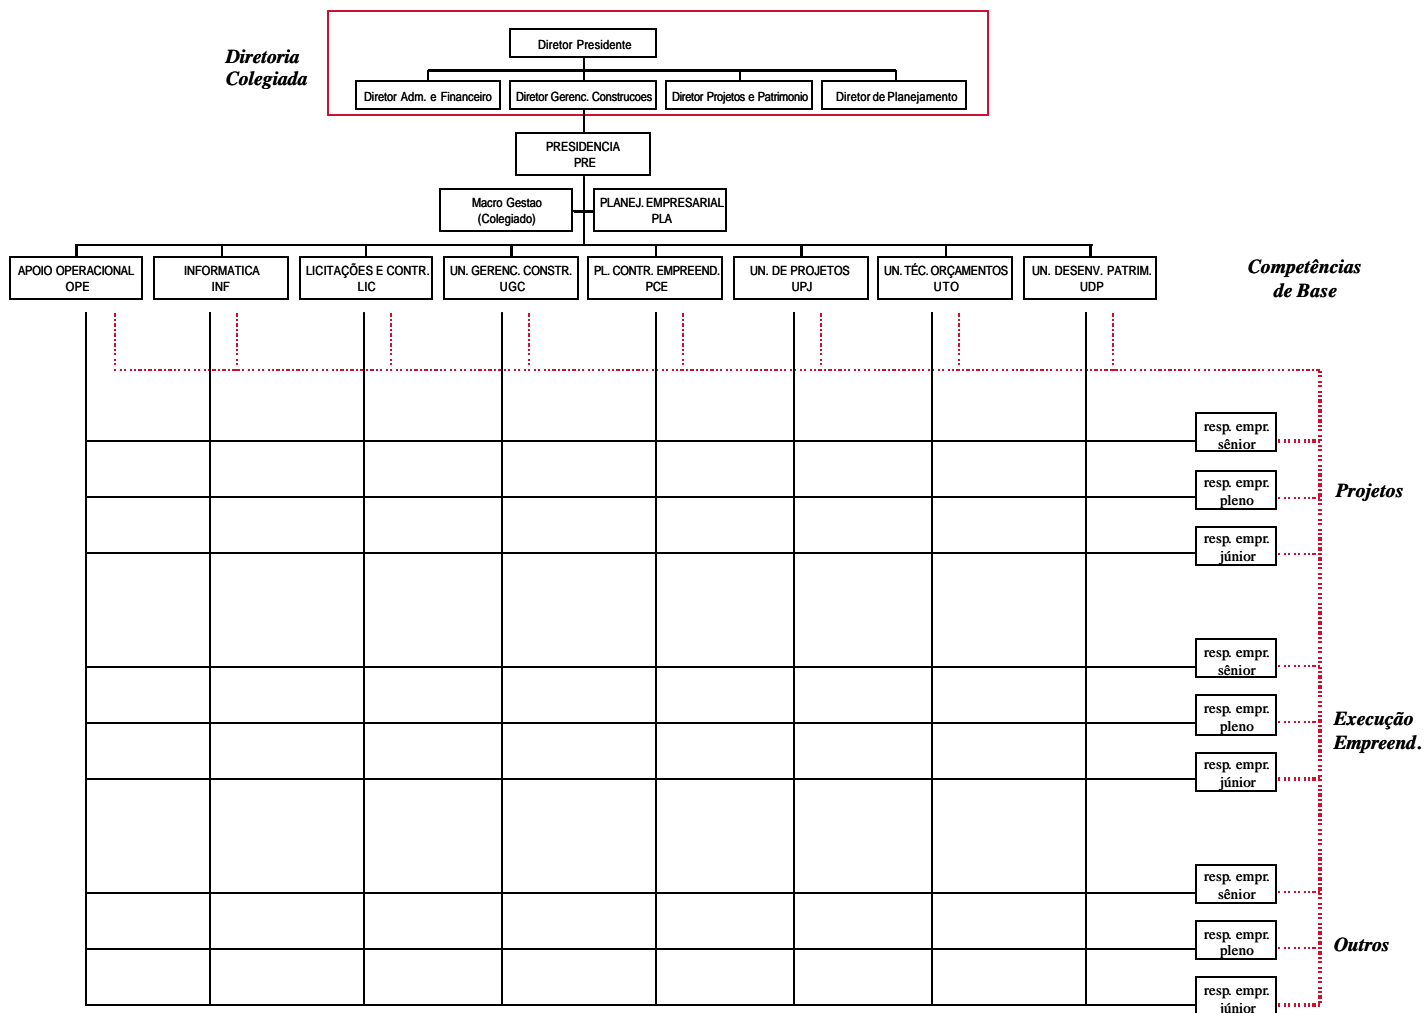 Diretor Presidente
Diretoria
Colegiada
Diretor Adm. e Financeiro
Diretor Gerenc. Construcoes
Diretor Projetos e Patrimonio
Diretor de Planejamento
PRESIDENCIA
PRE
Macro Gestao
(Colegiado)
PLANEJ. EMPRESARIAL
PLA
APOIO OPERACIONAL
OPE
INFORMATICA
INF
LICITAÇÕES E CONTR.
LIC
UN. GERENC. CONSTR.
UGC
PL. CONTR. EMPREEND.
PCE
UN. DE PROJETOS
UPJ
UN. TÉC. ORÇAMENTOS
UTO
UN. DESENV. PATRIM.
UDP
Competências
de Base
resp. empr.
sênior
resp. empr.
pleno
Projetos
resp. empr.
júnior
resp. empr.
sênior
resp. empr.
pleno
Execução
Empreend.
resp. empr.
júnior
resp. empr.
sênior
resp. empr.
pleno
Outros
resp. empr.
júnior